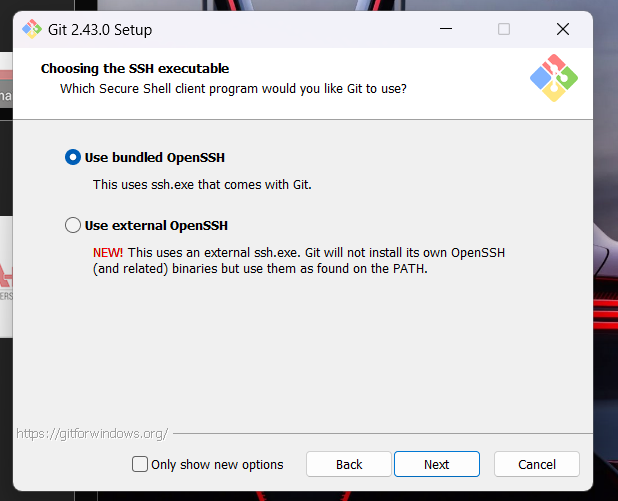 Git 2.43.0 Setup
Choosing the SSH executable
Which Secure Shell client program would you like Git to use?
Use bundled OpenSSH
This uses ssh.exe that comes with Git.
Use external OpenSSH
NEW! This uses an external ssh.exe. Git will not install its own OpenSSH
(and related) binaries but use them as found on the PATH.
https://gitforwindows.org/
Only show new options
Back
Next
Cancel